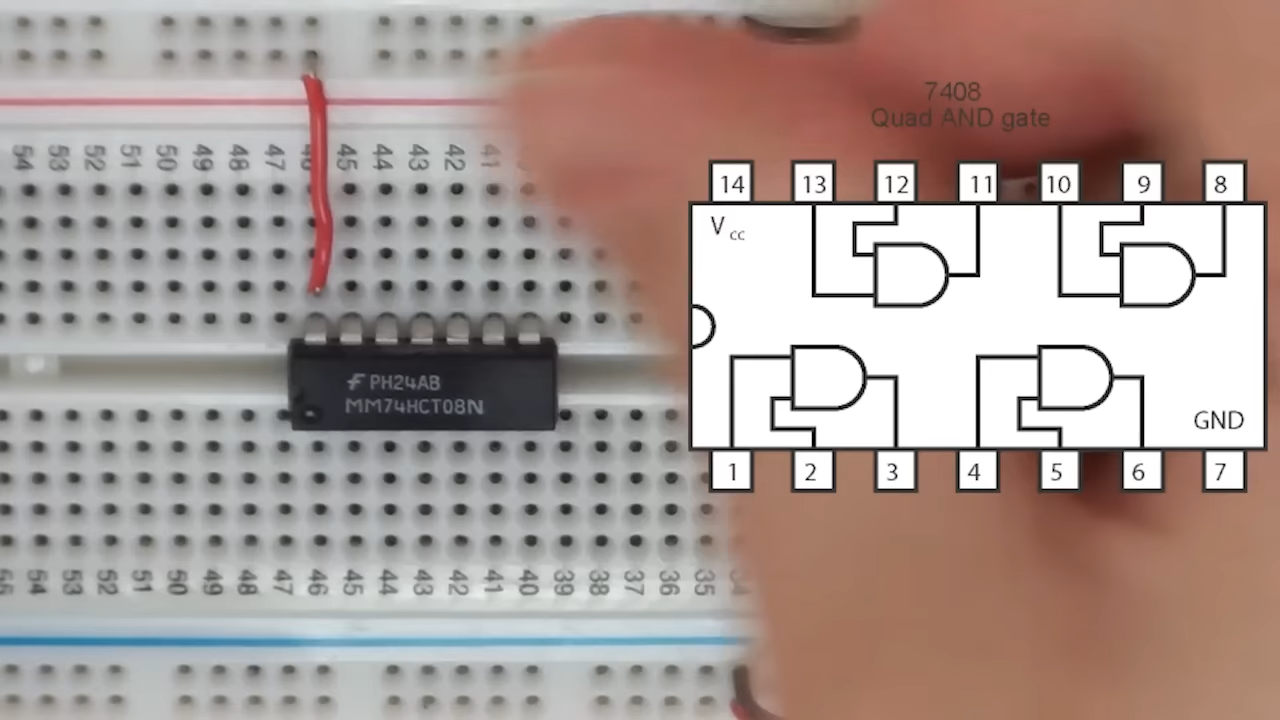 54 53 52 51 50 49 48 47 46 45 44 43 42 41
7408
Quad AND gate
14 13 12 11 10 9 8
Vcc
PH24AB
MM74HCT08N
GND
1 2 3 4 5 6 7
54 53 52 51 50 49 48 47 46 45 44 43 42 41 40 39 38 37 36 35 34